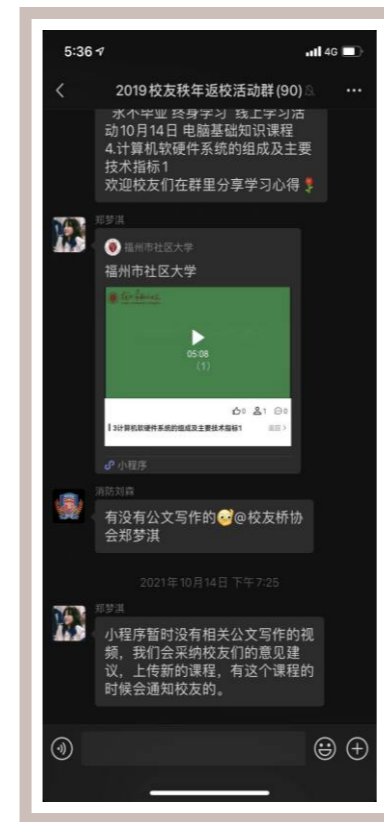 5:36
4G
2019校友秩年返校活动群(90)
永不毕业 终身学习 线上学习活
动10月14日 电脑基础知识课程
4.计算机软硬件系统的组成及主要
技术指标1
欢迎校友们在群里分享学习心得
郑梦淇
福州市社区大学
福州市社区大学
05:08
(1)
0 1 0
3计算机软硬件系统的组成及主要技术指标1
小程序
消防刘森
有没有公文写作的@校友桥协
会郑梦淇
2021年10月14日 下午7:25
郑梦淇
小程序暂时没有相关公文写作的视
频，我们会采纳校友们的意见建
议，上传新的课程，有这个课程的
时候会通知校友的。